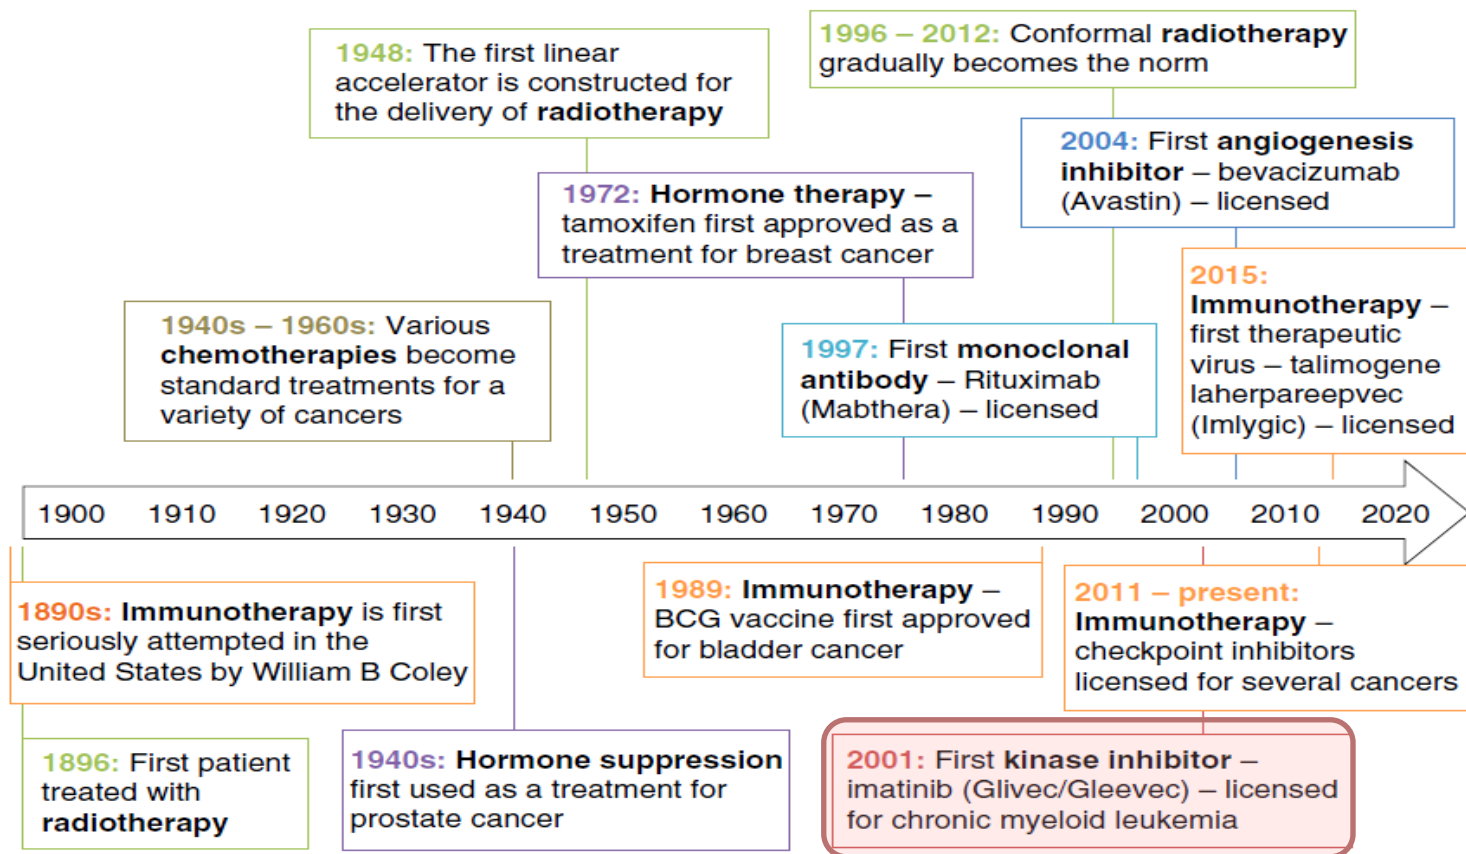 1948: The first linear
accelerator is constructed for
the delivery of radiotherapy
1996 – 2012: Conformal radiotherapy
gradually becomes the norm
2004: First angiogenesis
inhibitor – bevacizumab
(Avastin) – licensed
1972: Hormone therapy –
tamoxifen first approved as a
treatment for breast cancer
2015:
Immunotherapy –
first therapeutic
virus – talimogene
laherpareepvec
(Imlygic) – licensed
1940s – 1960s: Various
chemotherapies become
standard treatments for a
variety of cancers
1997: First monoclonal
antibody – Rituximab
(Mabthera) – licensed
1900 1910 1920 1930 1940 1950 1960 1970 1980 1990 2000 2010 2020
1890s: Immunotherapy is first
seriously attempted in the
United States by William B Coley
1989: Immunotherapy –
BCG vaccine first approved
for bladder cancer
2011 – present:
Immunotherapy –
checkpoint inhibitors
licensed for several cancers
1896: First patient
treated with
radiotherapy
1940s: Hormone suppression
first used as a treatment for
prostate cancer
2001: First kinase inhibitor –
imatinib (Glivec/Gleevec) – licensed
for chronic myeloid leukemia